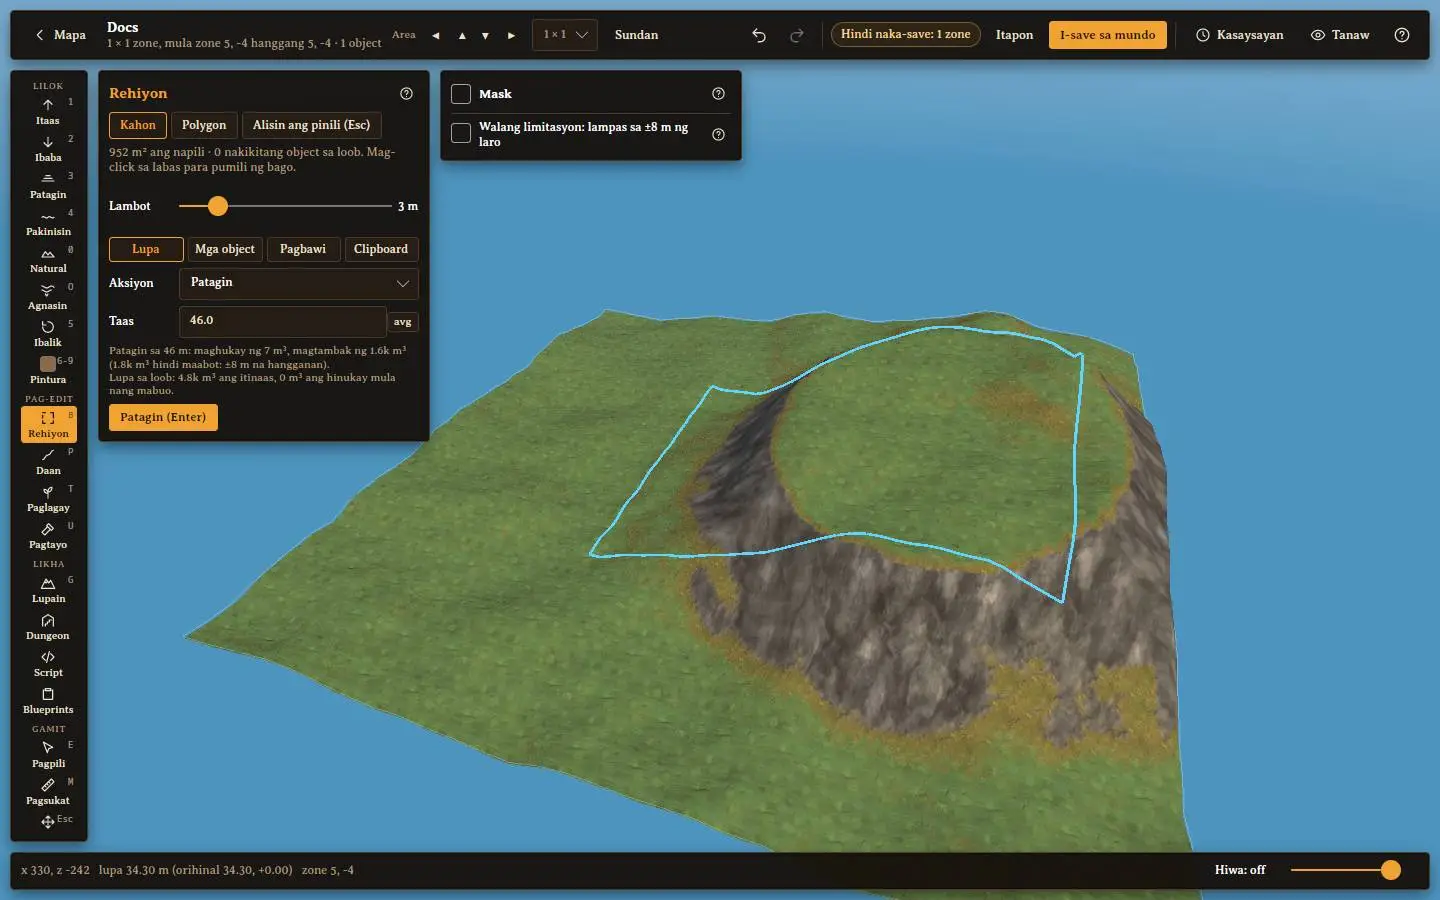 Mapa
Docs
1 × 1 zone, mula zone 5, -4 hanggang 5, -4 · 1 object
Area
1 × 1
Sundan
Hindi naka-save: 1 zone
Itapon
I-save sa mundo
Kasaysayan
Tanaw
LILOK
1
Itaas
2
Ibaba
3
Patagin
4
Pakinisin
0
Natural
O
Agnasin
5
Ibalik
6-9
Pintura
PAG-EDIT
8
Rehiyon
P
Daan
T
Paglagay
U
Pagtayo
LIKHA
G
Lupain
Dungeon
Script
Blueprints
GAMIT
E
Pagpili
M
Pagsukat
Esc
Rehiyon
Kahon
Polygon
Alisin ang pinili (Esc)
952 m² ang napili · 0 nakikitang object sa loob. Mag-
click sa labas para pumili ng bago.
Lambot
3 m
Lupa
Mga object
Pagbawi
Clipboard
Aksiyon
Patagin
Taas
46.0
avg
Patagin sa 46 m: maghukay ng 7 m³, magtambak ng 1.6k m³
(1.8k m³ hindi maabot: ±8 m na hangganan).
Lupa sa loob: 4.8k m³ ang itinaas, 0 m³ ang hinukay mula
nang mabuo.
Patagin (Enter)
Mask
Walang limitasyon: lampas sa ±8 m ng
laro
x 330, z -242 lupa 34.30 m (orihinal 34.30, +0.00) zone 5, -4
Hiwa: off